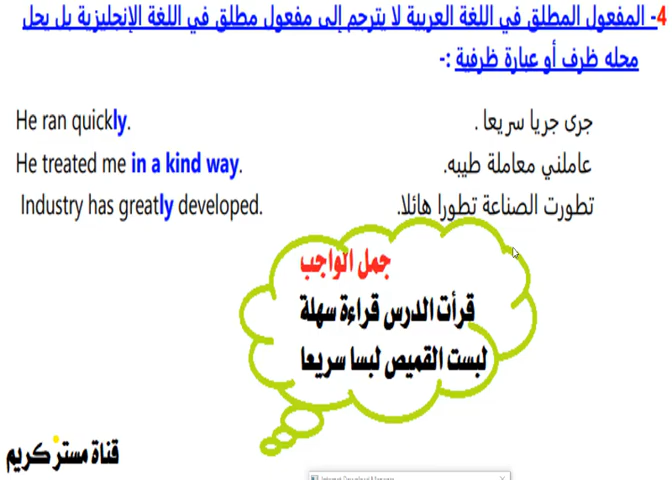 4- المفعول المطلق في اللغة العربية لا يترجم إلى مفعول مطلق في اللغة الإنجليزية بل يحل
محله ظرف أو عبارة ظرفية :-
جرى جريا سريعا .
He ran quickly.
عاملني معاملة طيبه.
He treated me in a kind way.
تطورت الصناعة تطورا هائلا.
Industry has greatly developed.
جمل الواجب
قرأت الدرس قراءة سهلة
لبست القميص لبسا سريعا
قناة مستر كريم